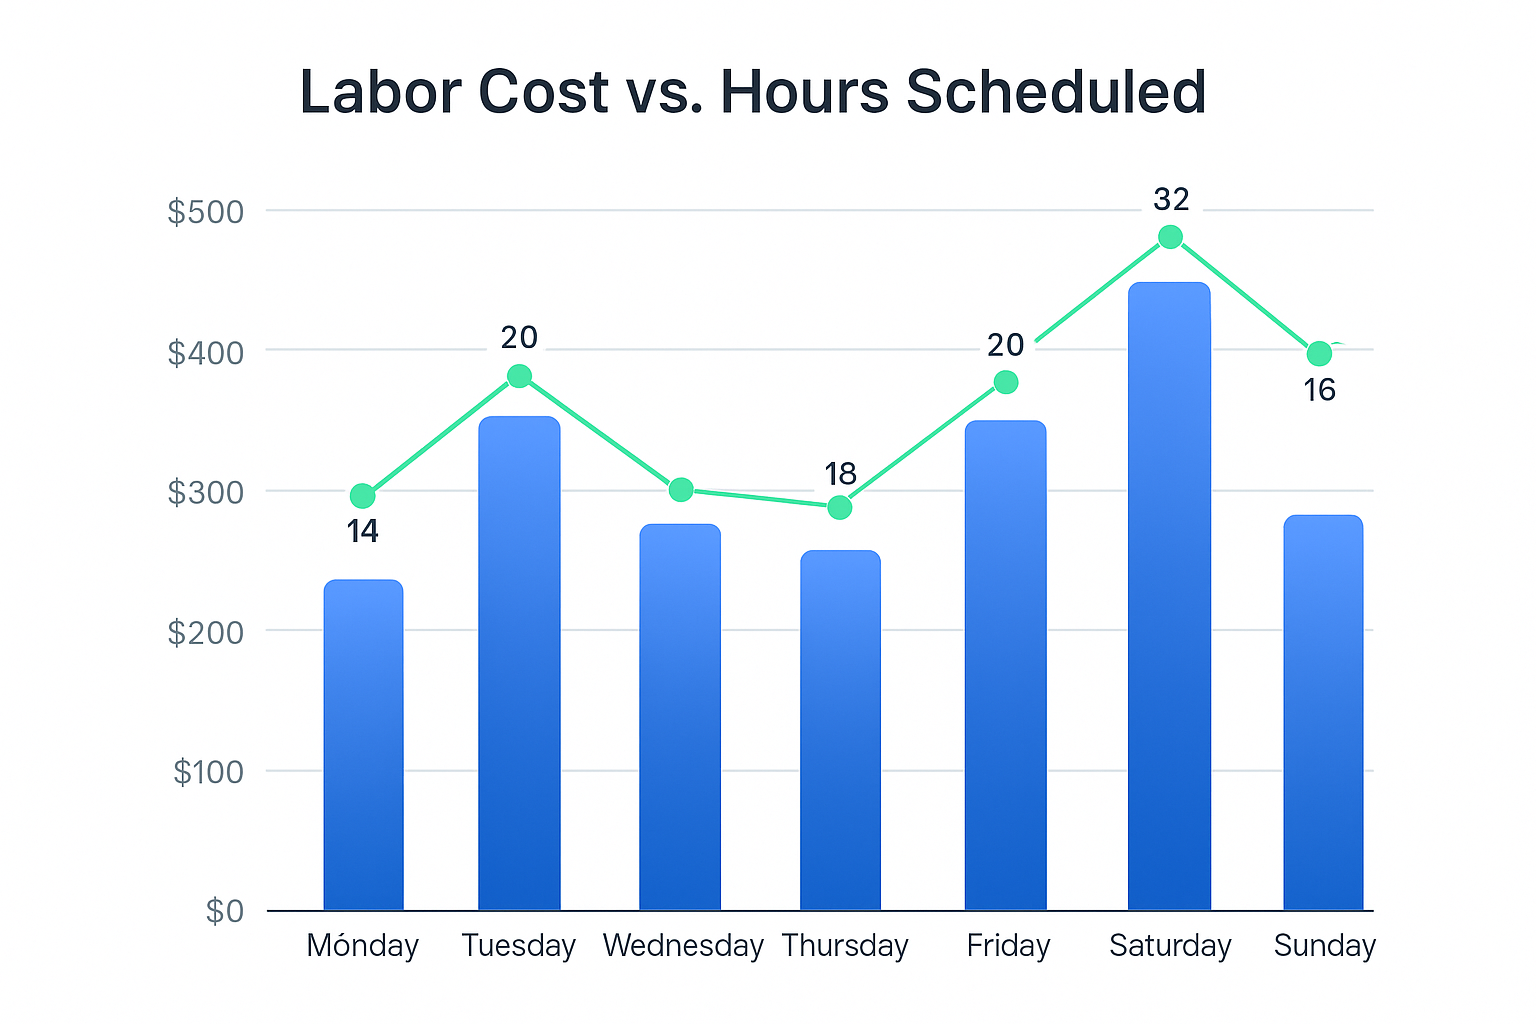 Labor Cost vs. Hours Scheduled
$500
$400
$300
$200
$100
$0
14
20
18
20
32
16
Mónday
Tuesday
Wednesday
Thursday
Friday
Saturday
Sunday